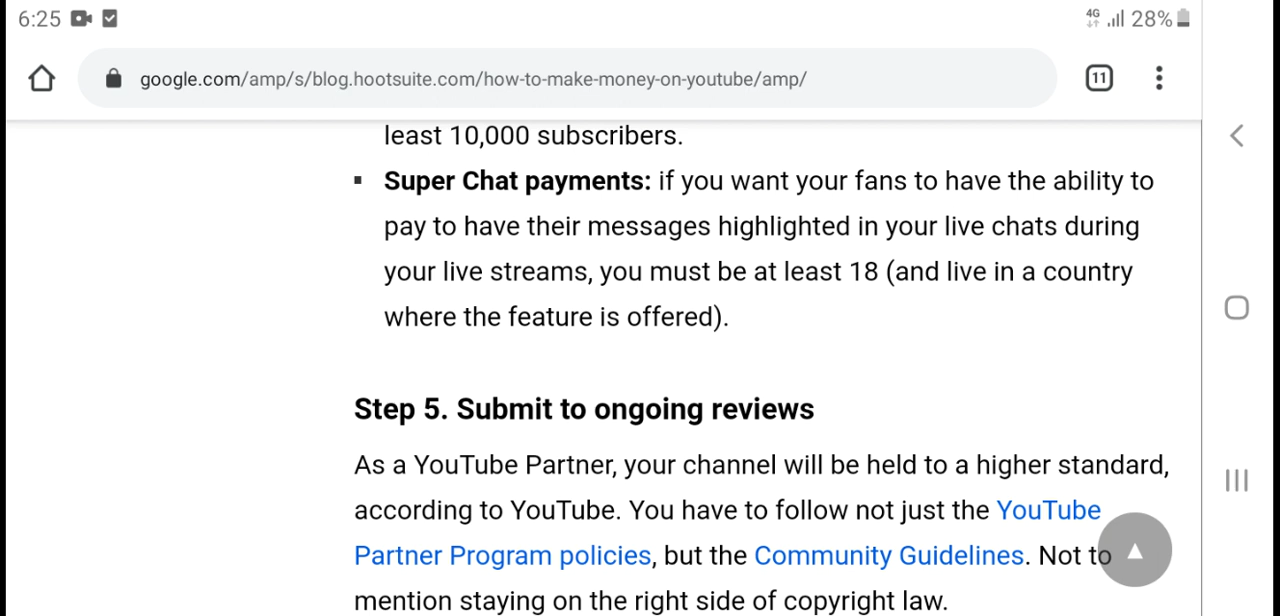 6:25
4G
28%
google.com/amp/s/blog.hootsuite.com/how-to-make-money-on-youtube/amp/
11
least 10,000 subscribers.
▪ Super Chat payments: if you want your fans to have the ability to
pay to have their messages highlighted in your live chats during
your live streams, you must be at least 18 (and live in a country
where the feature is offered).
Step 5. Submit to ongoing reviews
As a YouTube Partner, your channel will be held to a higher standard,
according to YouTube. You have to follow not just the YouTube
Partner Program policies, but the Community Guidelines. Not to
mention staying on the right side of copyright law.